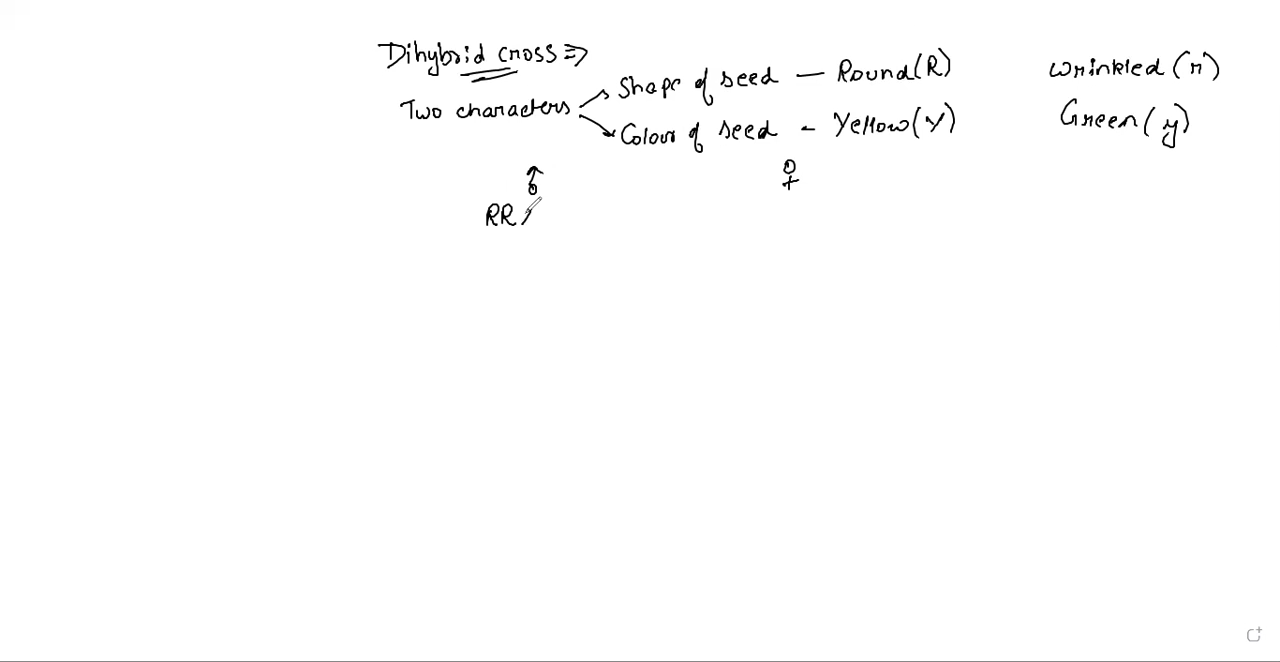 Dihybrid cross ⇒
Two characters
Shape of seed — Round(R) Wrinkled (r)
Colour of seed - Yellow(Y) Green(y)
♂ ♀
RR